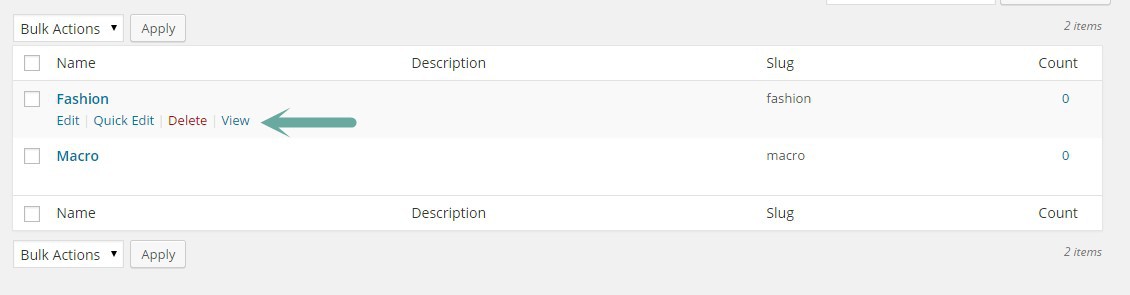 Bulk Actions Apply 2 items
Name Description Slug Count
Fashion fashion 0
Edit | Quick Edit | Delete | View
Macro macro 0
Name Description Slug Count
Bulk Actions Apply 2 items